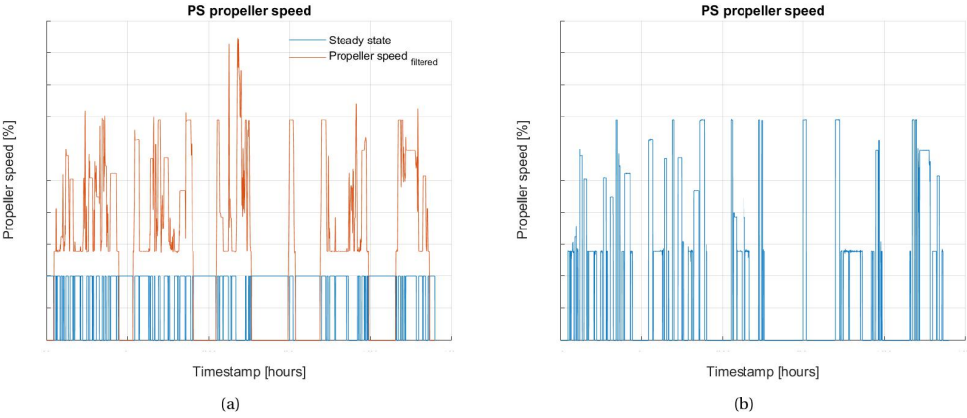 PS propeller speed
Steady state
Propeller speed filtered
Propeller speed [%]
Timestamp [hours]
(a)
PS propeller speed
Propeller speed [%]
Timestamp [hours]
(b)